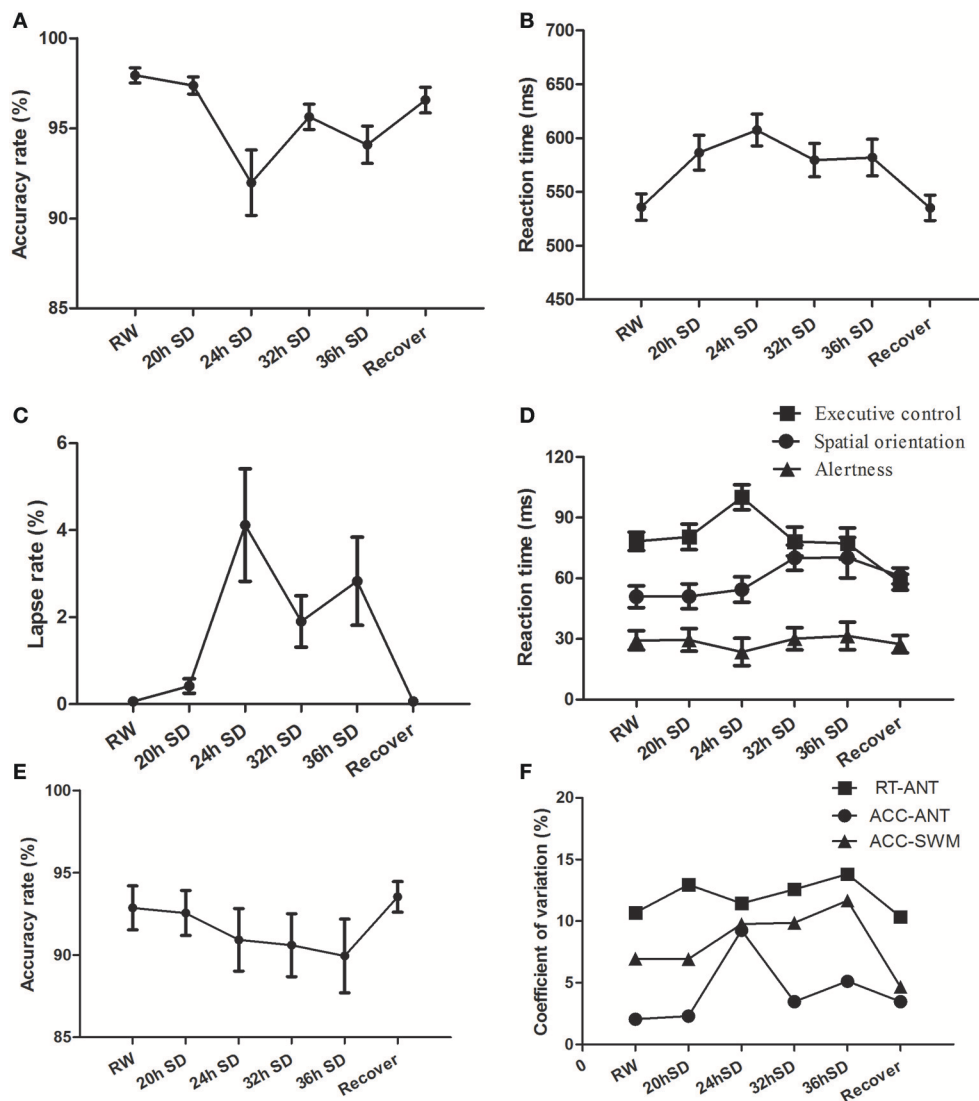 A
Accuracy rate (%)
100
95
90
85
RW
20h SD
24h SD
32h SD
36h SD
Recover
B
Reaction time (ms)
700
650
600
550
500
450
RW
20h SD
24h SD
32h SD
36h SD
Recover
C
Lapse rate (%)
6
4
2
0
RW
20h SD
24h SD
32h SD
36h SD
Recover
D
Executive control
Spatial orientation
Alertness
Reaction time (ms)
120
90
60
30
0
RW
20h SD
24h SD
32h SD
36h SD
Recover
E
Accuracy rate (%)
100
95
90
85
RW
20h SD
24h SD
32h SD
36h SD
Recover
F
RT-ANT
ACC-ANT
ACC-SWM
Coefficient of variation (%)
20
15
10
5
0
0
RW
20hSD
24hSD
32hSD
36hSD
Recover